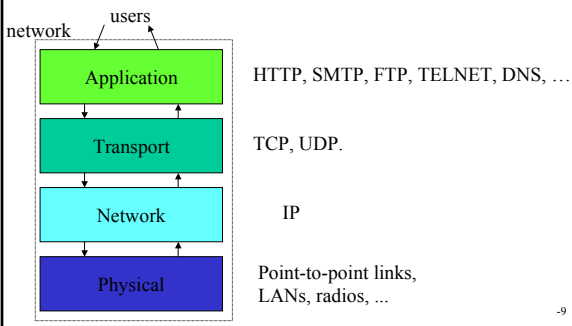 users
network
Application
HTTP, SMTP, FTP, TELNET, DNS, …
Transport
TCP, UDP.
Network
IP
Physical
Point-to-point links,
LANs, radios, ...
-9